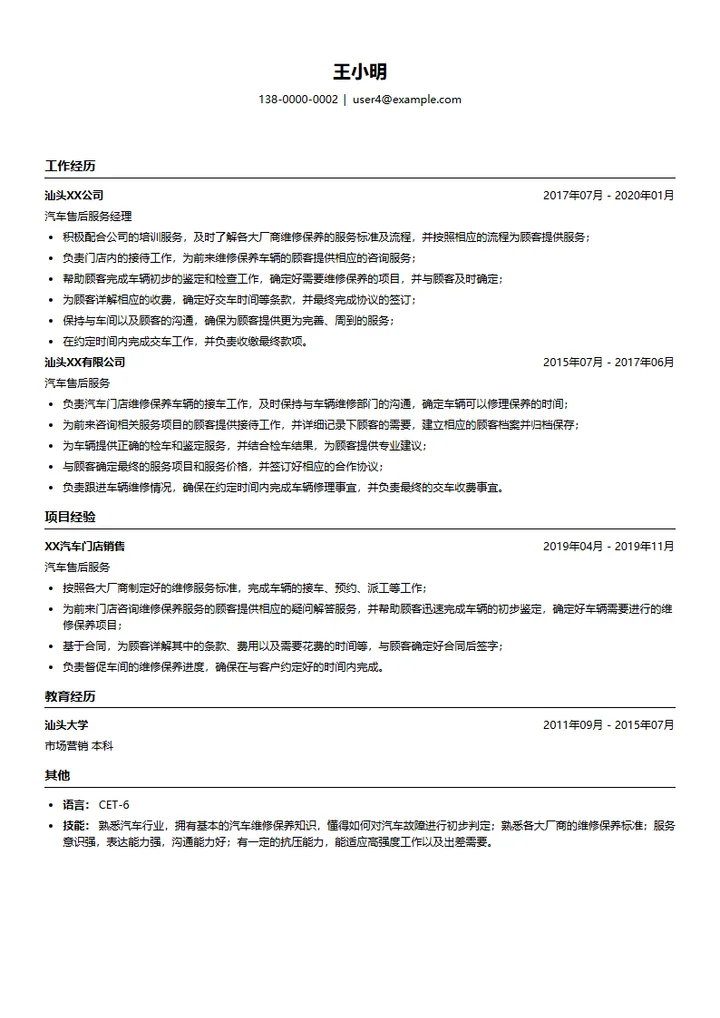 王小明
138-0000-0002 | user4@example.com
工作经历
汕头XX公司 2017年07月 - 2020年01月
汽车售后服务经理
• 积极配合公司的培训服务，及时了解各大厂商维修保养的服务标准及流程，并按照相应的流程为顾客提供服务；
• 负责门店内的接待工作，为前来维修保养车辆的顾客提供相应的咨询服务；
• 帮助顾客完成车辆初步的鉴定和检查工作，确定好需要维修保养的项目，并与顾客及时确定；
• 为顾客详解相应的收费，确定好交车时间等条款，并最终完成协议的签订；
• 保持与车间以及顾客的沟通，确保为顾客提供更为完善、周到的服务；
• 在约定时间内完成交车工作，并负责收缴最终款项。
汕头XX有限公司 2015年07月 - 2017年06月
汽车售后服务
• 负责汽车门店维修保养车辆的接车工作，及时保持与车辆维修部门的沟通，确定车辆可以修理保养的时间；
• 为前来咨询相关服务项目的顾客提供接待工作，并详细记录下顾客的需要，建立相应的顾客档案并归档保存；
• 为车辆提供正确的检车和鉴定服务，并结合检车结果，为顾客提供专业建议；
• 与顾客确定最终的服务项目和服务价格，并签订好相应的合作协议；
• 负责跟进车辆维修情况，确保在约定时间内完成车辆修理事宜，并负责最终的交车收费事宜。
项目经验
XX汽车门店销售 2019年04月 - 2019年11月
汽车售后服务
• 按照各大厂商制定好的维修服务标准，完成车辆的接车、预约、派工等工作；
• 为前来门店咨询维修保养服务的顾客提供相应的疑问解答服务，并帮助顾客迅速完成车辆的初步鉴定，确定好车辆需要进行的维
修保养项目；
• 基于合同，为顾客详解其中的条款、费用以及需要花费的时间等，与顾客确定好合同后签字；
• 负责督促车间的维修保养进度，确保在与客户约定好的时间内完成。
教育经历
汕头大学 2011年09月 - 2015年07月
市场营销 本科
其他
• 语言： CET-6
• 技能： 熟悉汽车行业，拥有基本的汽车维修保养知识，懂得如何对汽车故障进行初步判定；熟悉各大厂商的维修保养标准；服务
意识强，表达能力强，沟通能力好；有一定的抗压能力，能适应高强度工作以及出差需要。